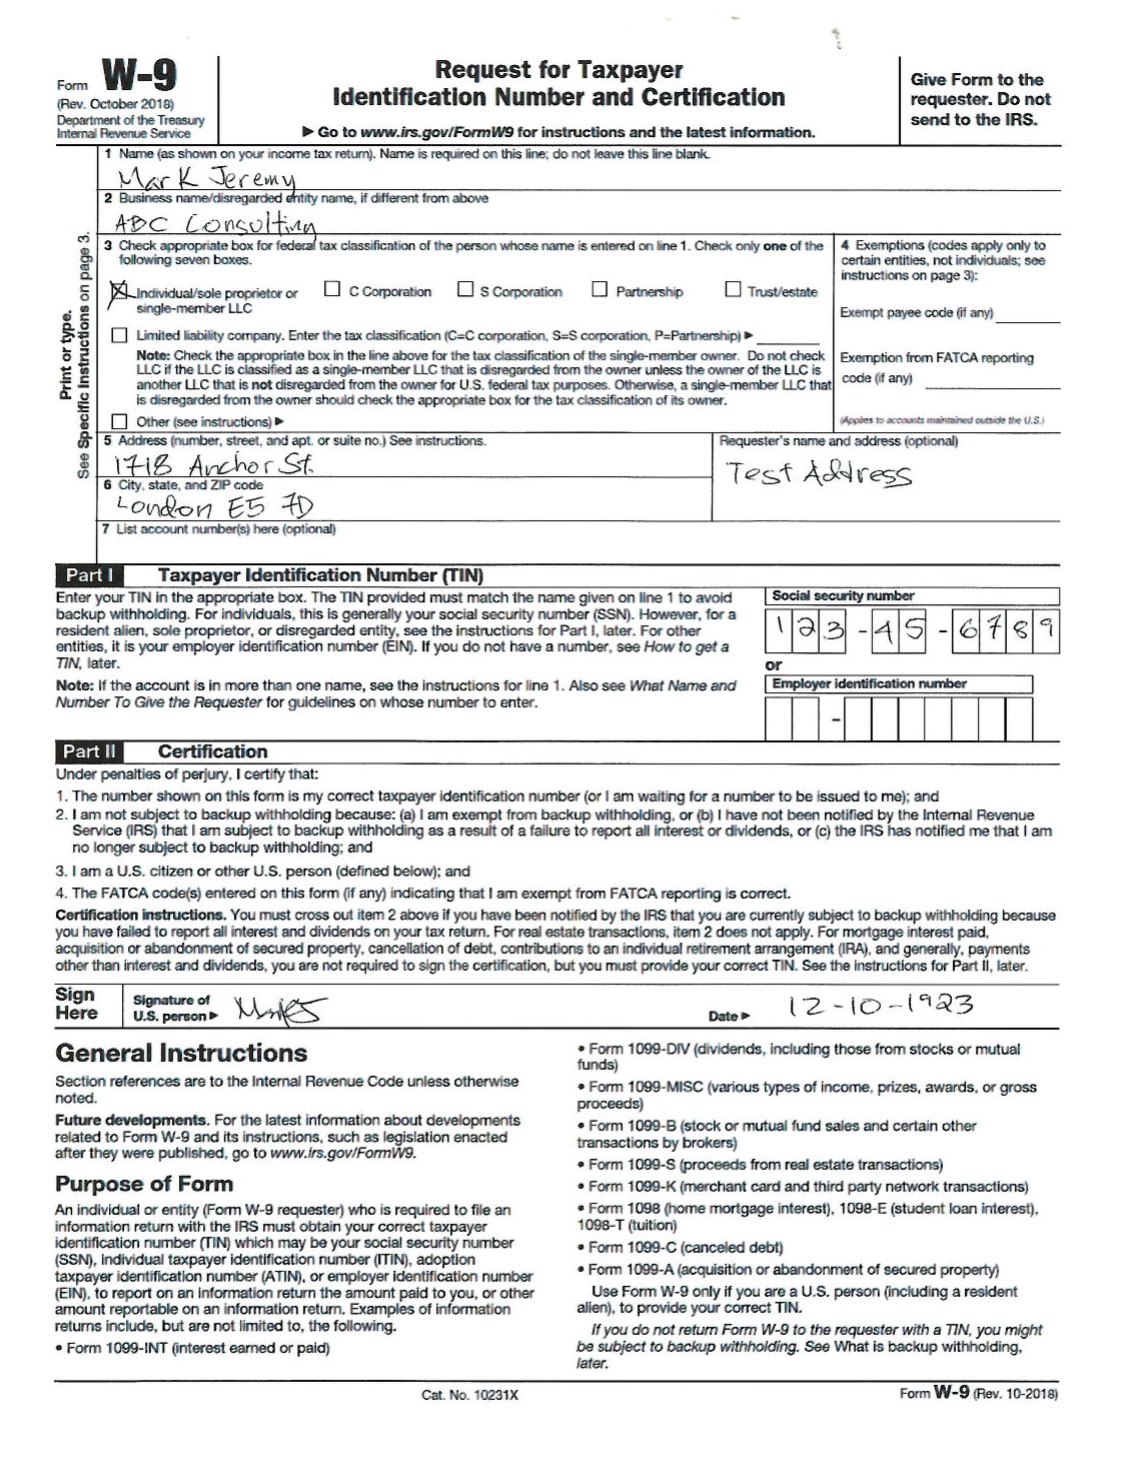 Form W-9
(Rev. October 2018)
Department of the Treasury
Internal Revenue Service
Request for Taxpayer
Identification Number and Certification
▶ Go to www.irs.gov/FormW9 for instructions and the latest information.
Give Form to the
requester. Do not
send to the IRS.
Print or type.
See Specific Instructions on page 3.
1 Name (as shown on your income tax return). Name is required on this line; do not leave this line blank.
Mark Jeremy
2 Business name/disregarded entity name, if different from above
ABC Consulting
3 Check appropriate box for federal tax classification of the person whose name is entered on line 1. Check only one of the
following seven boxes.
Individual/sole proprietor or
single-member LLC
C Corporation
S Corporation
Partnership
Trust/estate
Limited liability company. Enter the tax classification (C=C corporation, S=S corporation, P=Partnership) ▶
Note: Check the appropriate box in the line above for the tax classification of the single-member owner. Do not check
LLC if the LLC is classified as a single-member LLC that is disregarded from the owner unless the owner of the LLC is
another LLC that is not disregarded from the owner for U.S. federal tax purposes. Otherwise, a single-member LLC that
is disregarded from the owner should check the appropriate box for the tax classification of its owner.
Other (see instructions) ▶
4 Exemptions (codes apply only to
certain entities, not individuals; see
instructions on page 3):
Exempt payee code (if any)
Exemption from FATCA reporting
code (if any)
(Applies to accounts maintained outside the U.S.)
5 Address (number, street, and apt. or suite no.) See instructions.
1718 Anchor St.
6 City, state, and ZIP code
London E5 7D
Requester's name and address (optional)
Test Address
7 List account number(s) here (optional)
Part I Taxpayer Identification Number (TIN)
Enter your TIN in the appropriate box. The TIN provided must match the name given on line 1 to avoid
backup withholding. For individuals, this is generally your social security number (SSN). However, for a
resident alien, sole proprietor, or disregarded entity, see the instructions for Part I, later. For other
entities, it is your employer identification number (EIN). If you do not have a number, see How to get a
TIN, later.
Note: If the account is in more than one name, see the instructions for line 1. Also see What Name and
Number To Give the Requester for guidelines on whose number to enter.
Social security number
123-45-6789
or
Employer identification number
-
Part II Certification
Under penalties of perjury, I certify that:
1. The number shown on this form is my correct taxpayer identification number (or I am waiting for a number to be issued to me); and
2. I am not subject to backup withholding because: (a) I am exempt from backup withholding, or (b) I have not been notified by the Internal Revenue
Service (IRS) that I am subject to backup withholding as a result of a failure to report all interest or dividends, or (c) the IRS has notified me that I am
no longer subject to backup withholding; and
3. I am a U.S. citizen or other U.S. person (defined below); and
4. The FATCA code(s) entered on this form (if any) indicating that I am exempt from FATCA reporting is correct.
Certification instructions. You must cross out item 2 above if you have been notified by the IRS that you are currently subject to backup withholding because
you have failed to report all interest and dividends on your tax return. For real estate transactions, item 2 does not apply. For mortgage interest paid,
acquisition or abandonment of secured property, cancellation of debt, contributions to an individual retirement arrangement (IRA), and generally, payments
other than interest and dividends, you are not required to sign the certification, but you must provide your correct TIN. See the instructions for Part II, later.
Sign
Here
Signature of
U.S. person ▶
Date ▶ 12-10-1923
General Instructions
Section references are to the Internal Revenue Code unless otherwise
noted.
Future developments. For the latest information about developments
related to Form W-9 and its instructions, such as legislation enacted
after they were published, go to www.irs.gov/FormW9.
Purpose of Form
An individual or entity (Form W-9 requester) who is required to file an
information return with the IRS must obtain your correct taxpayer
identification number (TIN) which may be your social security number
(SSN), individual taxpayer identification number (ITIN), adoption
taxpayer identification number (ATIN), or employer identification number
(EIN), to report on an information return the amount paid to you, or other
amount reportable on an information return. Examples of information
returns include, but are not limited to, the following.
• Form 1099-INT (interest earned or paid)
• Form 1099-DIV (dividends, including those from stocks or mutual
funds)
• Form 1099-MISC (various types of income, prizes, awards, or gross
proceeds)
• Form 1099-B (stock or mutual fund sales and certain other
transactions by brokers)
• Form 1099-S (proceeds from real estate transactions)
• Form 1099-K (merchant card and third party network transactions)
• Form 1098 (home mortgage interest), 1098-E (student loan interest),
1098-T (tuition)
• Form 1099-C (canceled debt)
• Form 1099-A (acquisition or abandonment of secured property)
Use Form W-9 only if you are a U.S. person (including a resident
alien), to provide your correct TIN.
If you do not return Form W-9 to the requester with a TIN, you might
be subject to backup withholding. See What is backup withholding,
later.
Cat. No. 10231X
Form W-9 (Rev. 10-2018)